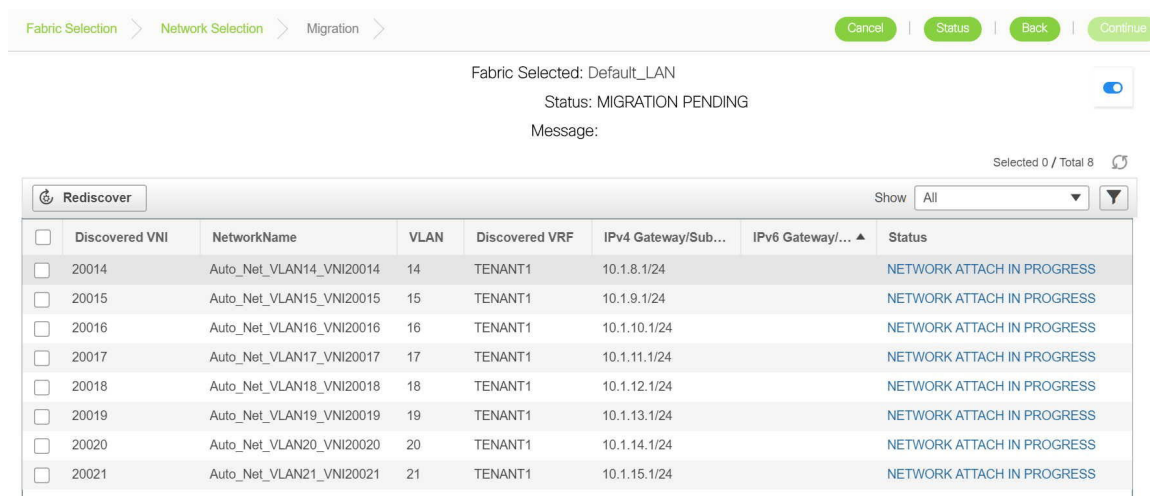 Fabric Selection Network Selection Migration Cancel | Status | Back | Continue
Fabric Selected: Default_LAN
Status: MIGRATION PENDING
Message:
Selected 0 / Total 8
Rediscover Show All
Discovered VNI NetworkName VLAN Discovered VRF IPv4 Gateway/Sub... IPv6 Gateway/... ▲ Status
20014 Auto_Net_VLAN14_VNI20014 14 TENANT1 10.1.8.1/24 NETWORK ATTACH IN PROGRESS
20015 Auto_Net_VLAN15_VNI20015 15 TENANT1 10.1.9.1/24 NETWORK ATTACH IN PROGRESS
20016 Auto_Net_VLAN16_VNI20016 16 TENANT1 10.1.10.1/24 NETWORK ATTACH IN PROGRESS
20017 Auto_Net_VLAN17_VNI20017 17 TENANT1 10.1.11.1/24 NETWORK ATTACH IN PROGRESS
20018 Auto_Net_VLAN18_VNI20018 18 TENANT1 10.1.12.1/24 NETWORK ATTACH IN PROGRESS
20019 Auto_Net_VLAN19_VNI20019 19 TENANT1 10.1.13.1/24 NETWORK ATTACH IN PROGRESS
20020 Auto_Net_VLAN20_VNI20020 20 TENANT1 10.1.14.1/24 NETWORK ATTACH IN PROGRESS
20021 Auto_Net_VLAN21_VNI20021 21 TENANT1 10.1.15.1/24 NETWORK ATTACH IN PROGRESS